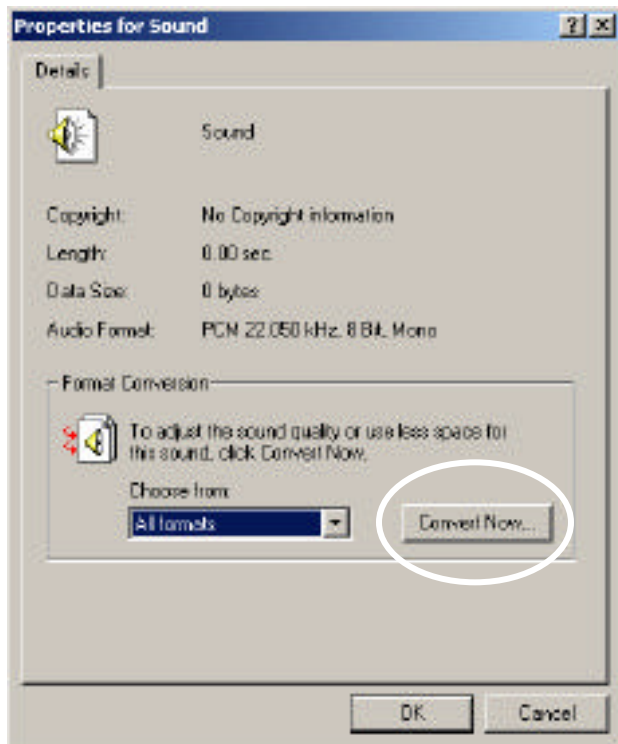 Properties for Sound
Details
Sound
Copyright: No Copyright information
Length: 0.00 sec.
Data Size: 0 bytes
Audio Format: PCM 22.050 kHz, 8 Bit, Mono
Format Conversion
To adjust the sound quality or use less space for
this sound, click Convert Now.
Choose from:
All formats
Convert Now...
OK
Cancel